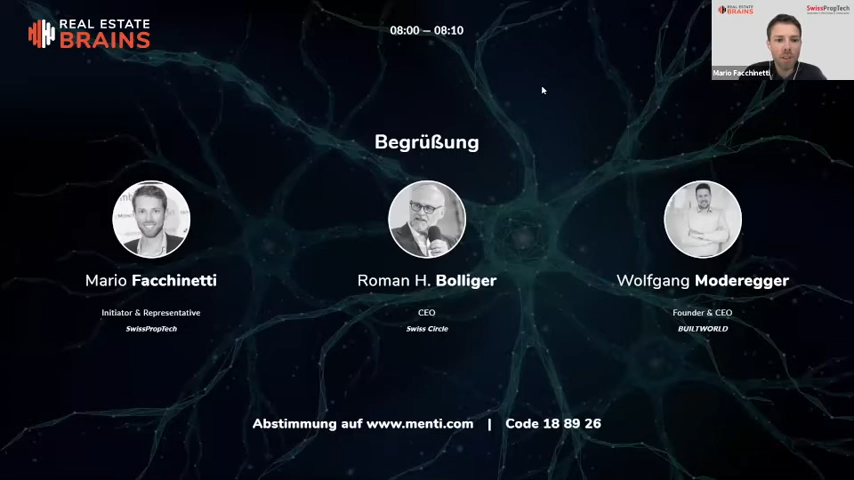 REAL ESTATE
BRAINS
08:00 — 08:10
REAL ESTATE
BRAINS
SwissPropTech
Mario Facchinetti
Begrüßung
Mario Facchinetti
Roman H. Bolliger
Wolfgang Moderegger
Initiator & Representative
CEO
Founder & CEO
SwissPropTech
Swiss Circle
BUILTWORLD
Abstimmung auf www.menti.com | Code 18 89 26